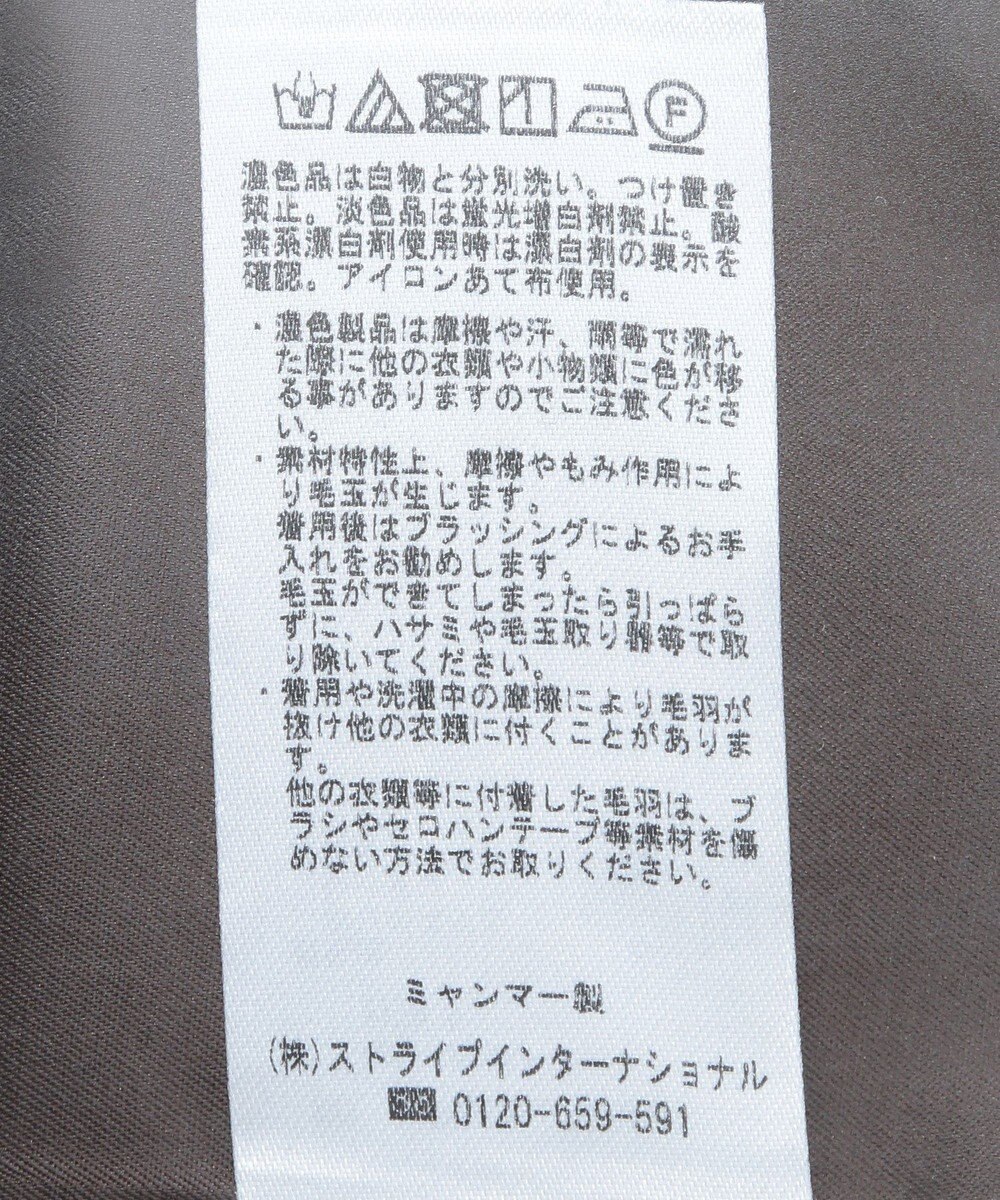 F
濃色品は白物と分別洗い。つけ置き
禁止。淡色品は蛍光増白剤禁止。酸
素系漂白剤使用時は漂白剤の表示を
確認。アイロンあて布使用。
・濃色製品は摩擦や汗、雨等で濡れ
た際に他の衣類や小物類に色が移
る事がありますのでご注意くださ
い。
・素材特性上、摩擦やもみ作用によ
り毛玉が生じます。
着用後はブラッシングによるお手
入れをお勧めします。
毛玉ができてしまったら引っぱら
ずに、ハサミや毛玉取り器等で取
り除いてください。
・着用や洗濯中の摩擦により毛羽が
抜け他の衣類に付くことがありま
す。
他の衣類等に付着した毛羽は、ブ
ラシやセロハンテープ等素材を傷
めない方法でお取りください。
ミャンマー製
(株)ストライプインターナショナル
0120-659-591